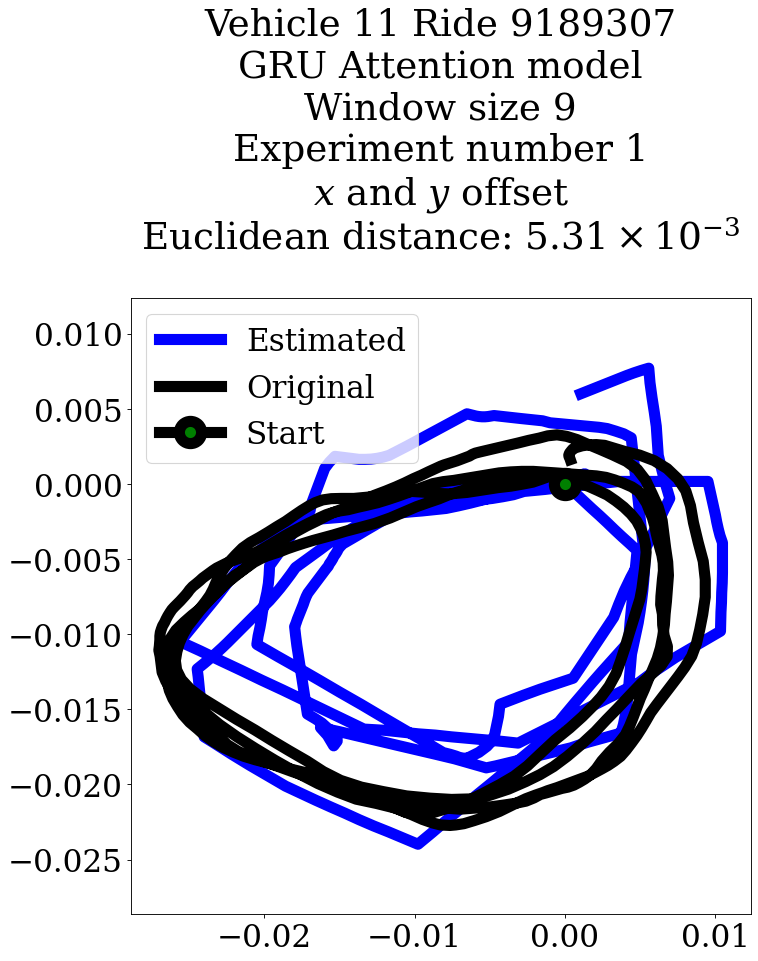 Vehicle 11 Ride 9189307
GRU Attention model
Window size 9
Experiment number 1
x and y offset
Euclidean distance: 5.31 × 10⁻³
Estimated
Original
Start
0.010
0.005
0.000
−0.005
−0.010
−0.015
−0.020
−0.025
−0.02 −0.01 0.00 0.01